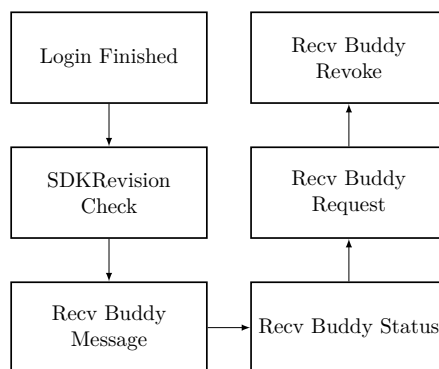 Login Finished
SDKRevision
Check
Recv Buddy
Message
Recv Buddy Status
Recv Buddy
Request
Recv Buddy
Revoke